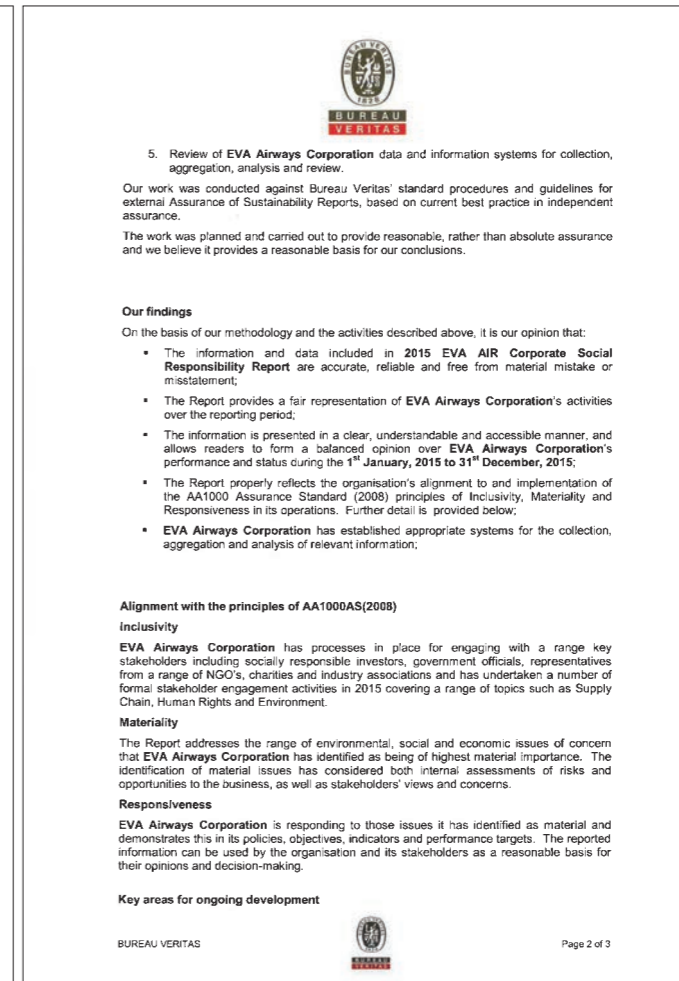 BUREAU VERITAS
1828
BUREAU
VERITAS
5. Review of EVA Airways Corporation data and information systems for collection,
aggregation, analysis and review.
Our work was conducted against Bureau Veritas' standard procedures and guidelines for
external Assurance of Sustainability Reports, based on current best practice in independent
assurance.
The work was planned and carried out to provide reasonable, rather than absolute assurance
and we believe it provides a reasonable basis for our conclusions.
Our findings
On the basis of our methodology and the activities described above, it is our opinion that:
▪ The information and data included in 2015 EVA AIR Corporate Social
Responsibility Report are accurate, reliable and free from material mistake or
misstatement;
▪ The Report provides a fair representation of EVA Airways Corporation's activities
over the reporting period;
▪ The information is presented in a clear, understandable and accessible manner, and
allows readers to form a balanced opinion over EVA Airways Corporation's
performance and status during the 1st January, 2015 to 31st December, 2015;
▪ The Report properly reflects the organisation's alignment to and implementation of
the AA1000 Assurance Standard (2008) principles of Inclusivity, Materiality and
Responsiveness in its operations. Further detail is provided below;
▪ EVA Airways Corporation has established appropriate systems for the collection,
aggregation and analysis of relevant information;
Alignment with the principles of AA1000AS(2008)
Inclusivity
EVA Airways Corporation has processes in place for engaging with a range key
stakeholders including socially responsible investors, government officials, representatives
from a range of NGO's, charities and industry associations and has undertaken a number of
formal stakeholder engagement activities in 2015 covering a range of topics such as Supply
Chain, Human Rights and Environment.
Materiality
The Report addresses the range of environmental, social and economic issues of concern
that EVA Airways Corporation has identified as being of highest material importance. The
identification of material issues has considered both internal assessments of risks and
opportunities to the business, as well as stakeholders' views and concerns.
Responsiveness
EVA Airways Corporation is responding to those issues it has identified as material and
demonstrates this in its policies, objectives, indicators and performance targets. The reported
information can be used by the organisation and its stakeholders as a reasonable basis for
their opinions and decision-making.
Key areas for ongoing development
BUREAU VERITAS
BUREAU
VERITAS
Page 2 of 3